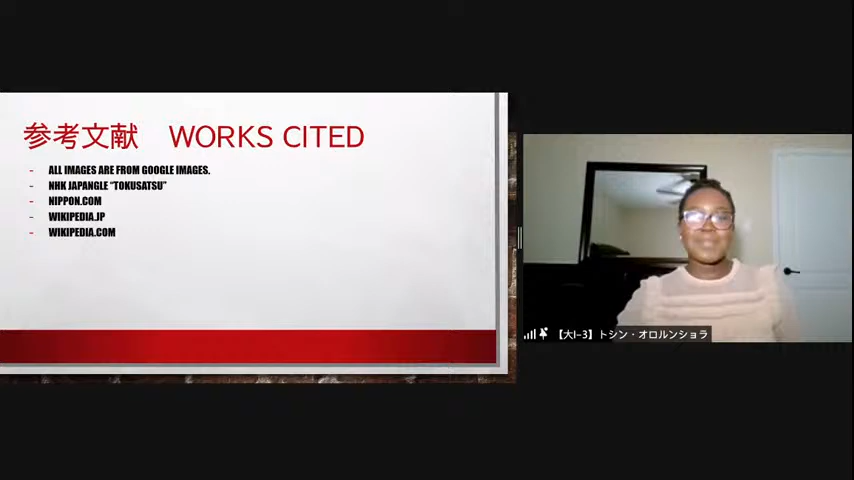 参考文献 WORKS CITED
- ALL IMAGES ARE FROM GOOGLE IMAGES.
- NHK JAPANGLE “TOKUSATSU”
- NIPPON.COM
- WIKIPEDIA.JP
- WIKIPEDIA.COM
【大I-3】トシン・オロルンショラ